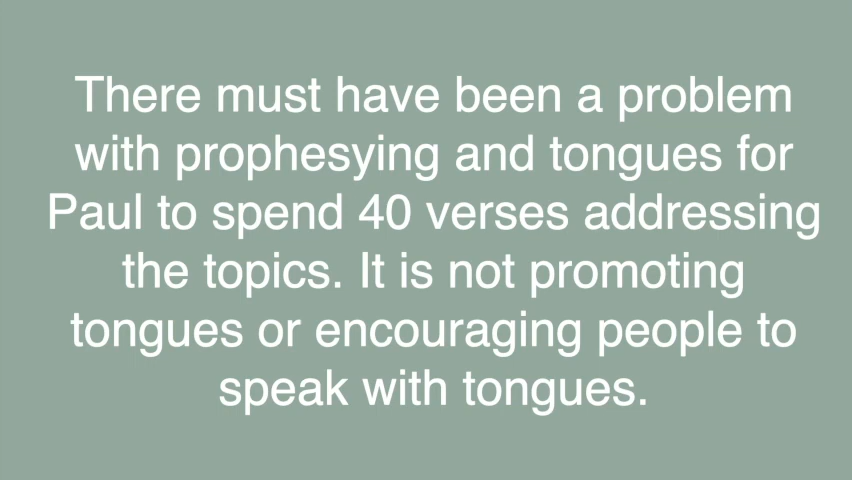 There must have been a problem
with prophesying and tongues for
Paul to spend 40 verses addressing
the topics. It is not promoting
tongues or encouraging people to
speak with tongues.